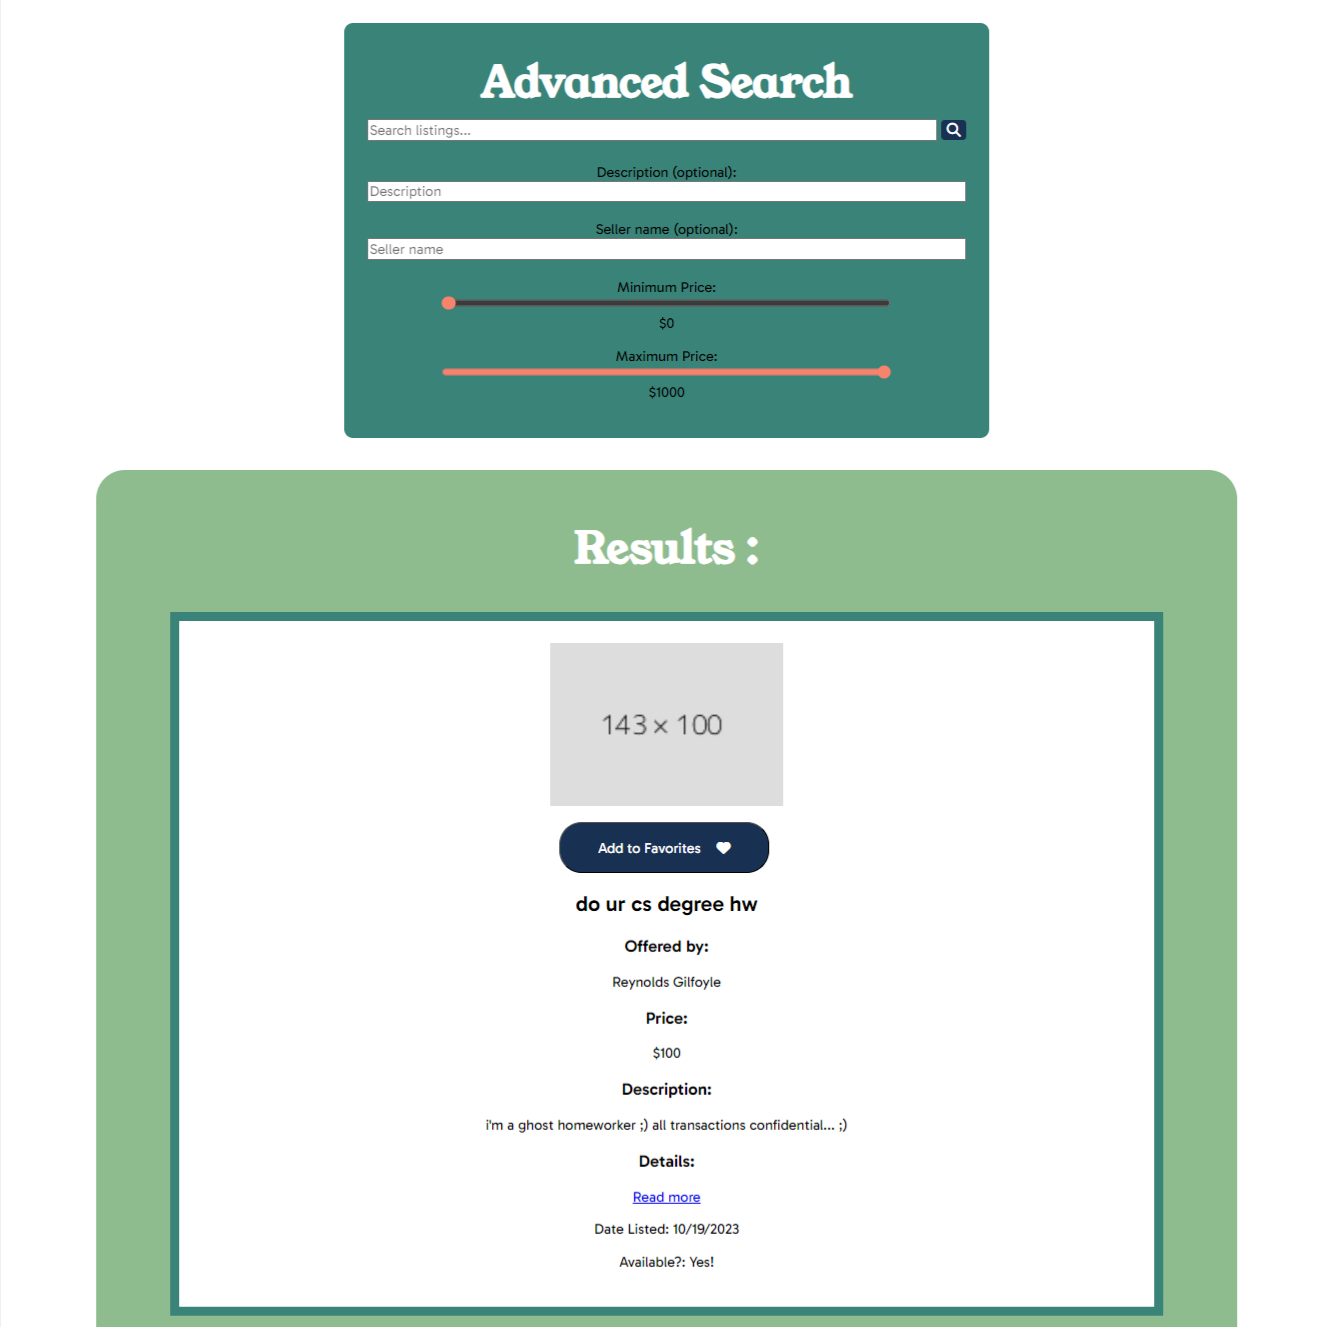 Advanced Search
Search listings...
Description (optional):
Description
Seller name (optional):
Seller name
Minimum Price:
$0
Maximum Price:
$1000
Results :
143 × 100
Add to Favorites
do ur cs degree hw
Offered by:
Reynolds Gilfoyle
Price:
$100
Description:
i'm a ghost homeworker ;) all transactions confidential... ;)
Details:
Read more
Date Listed: 10/19/2023
Available?: Yes!